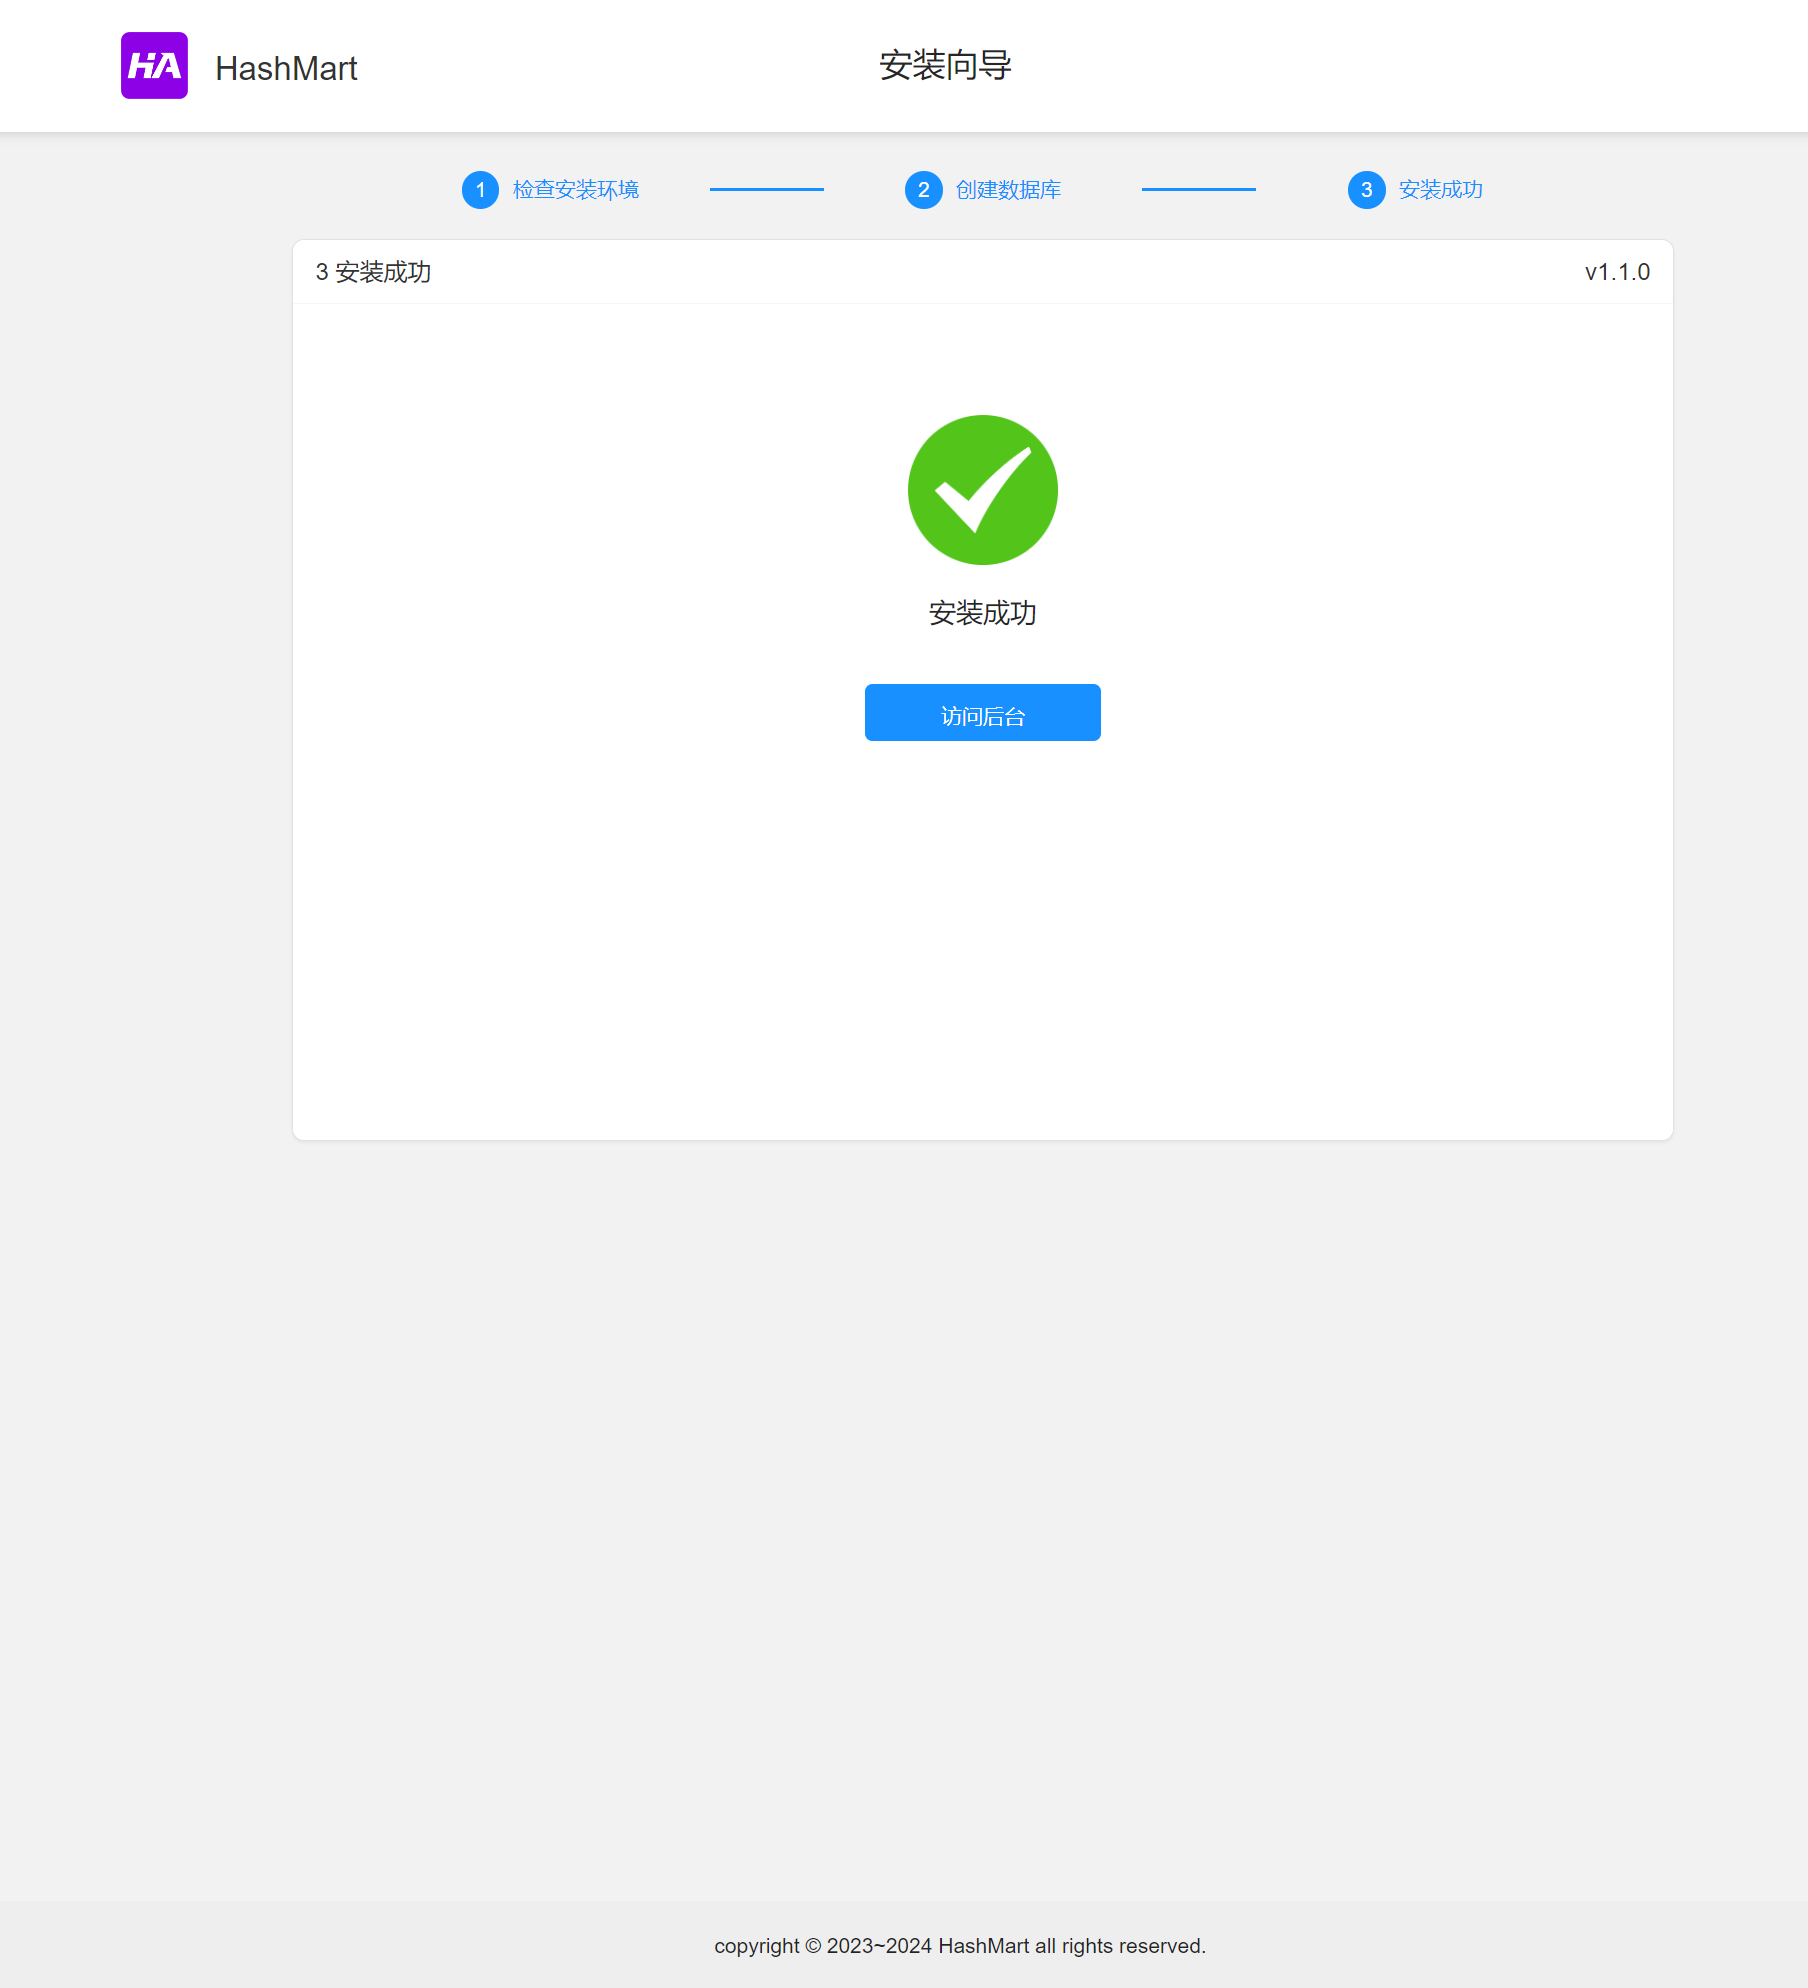 HA
HashMart
安装向导
1 检查安装环境
2 创建数据库
3 安装成功
3 安装成功
v1.1.0
安装成功
访问后台
copyright © 2023~2024 HashMart all rights reserved.